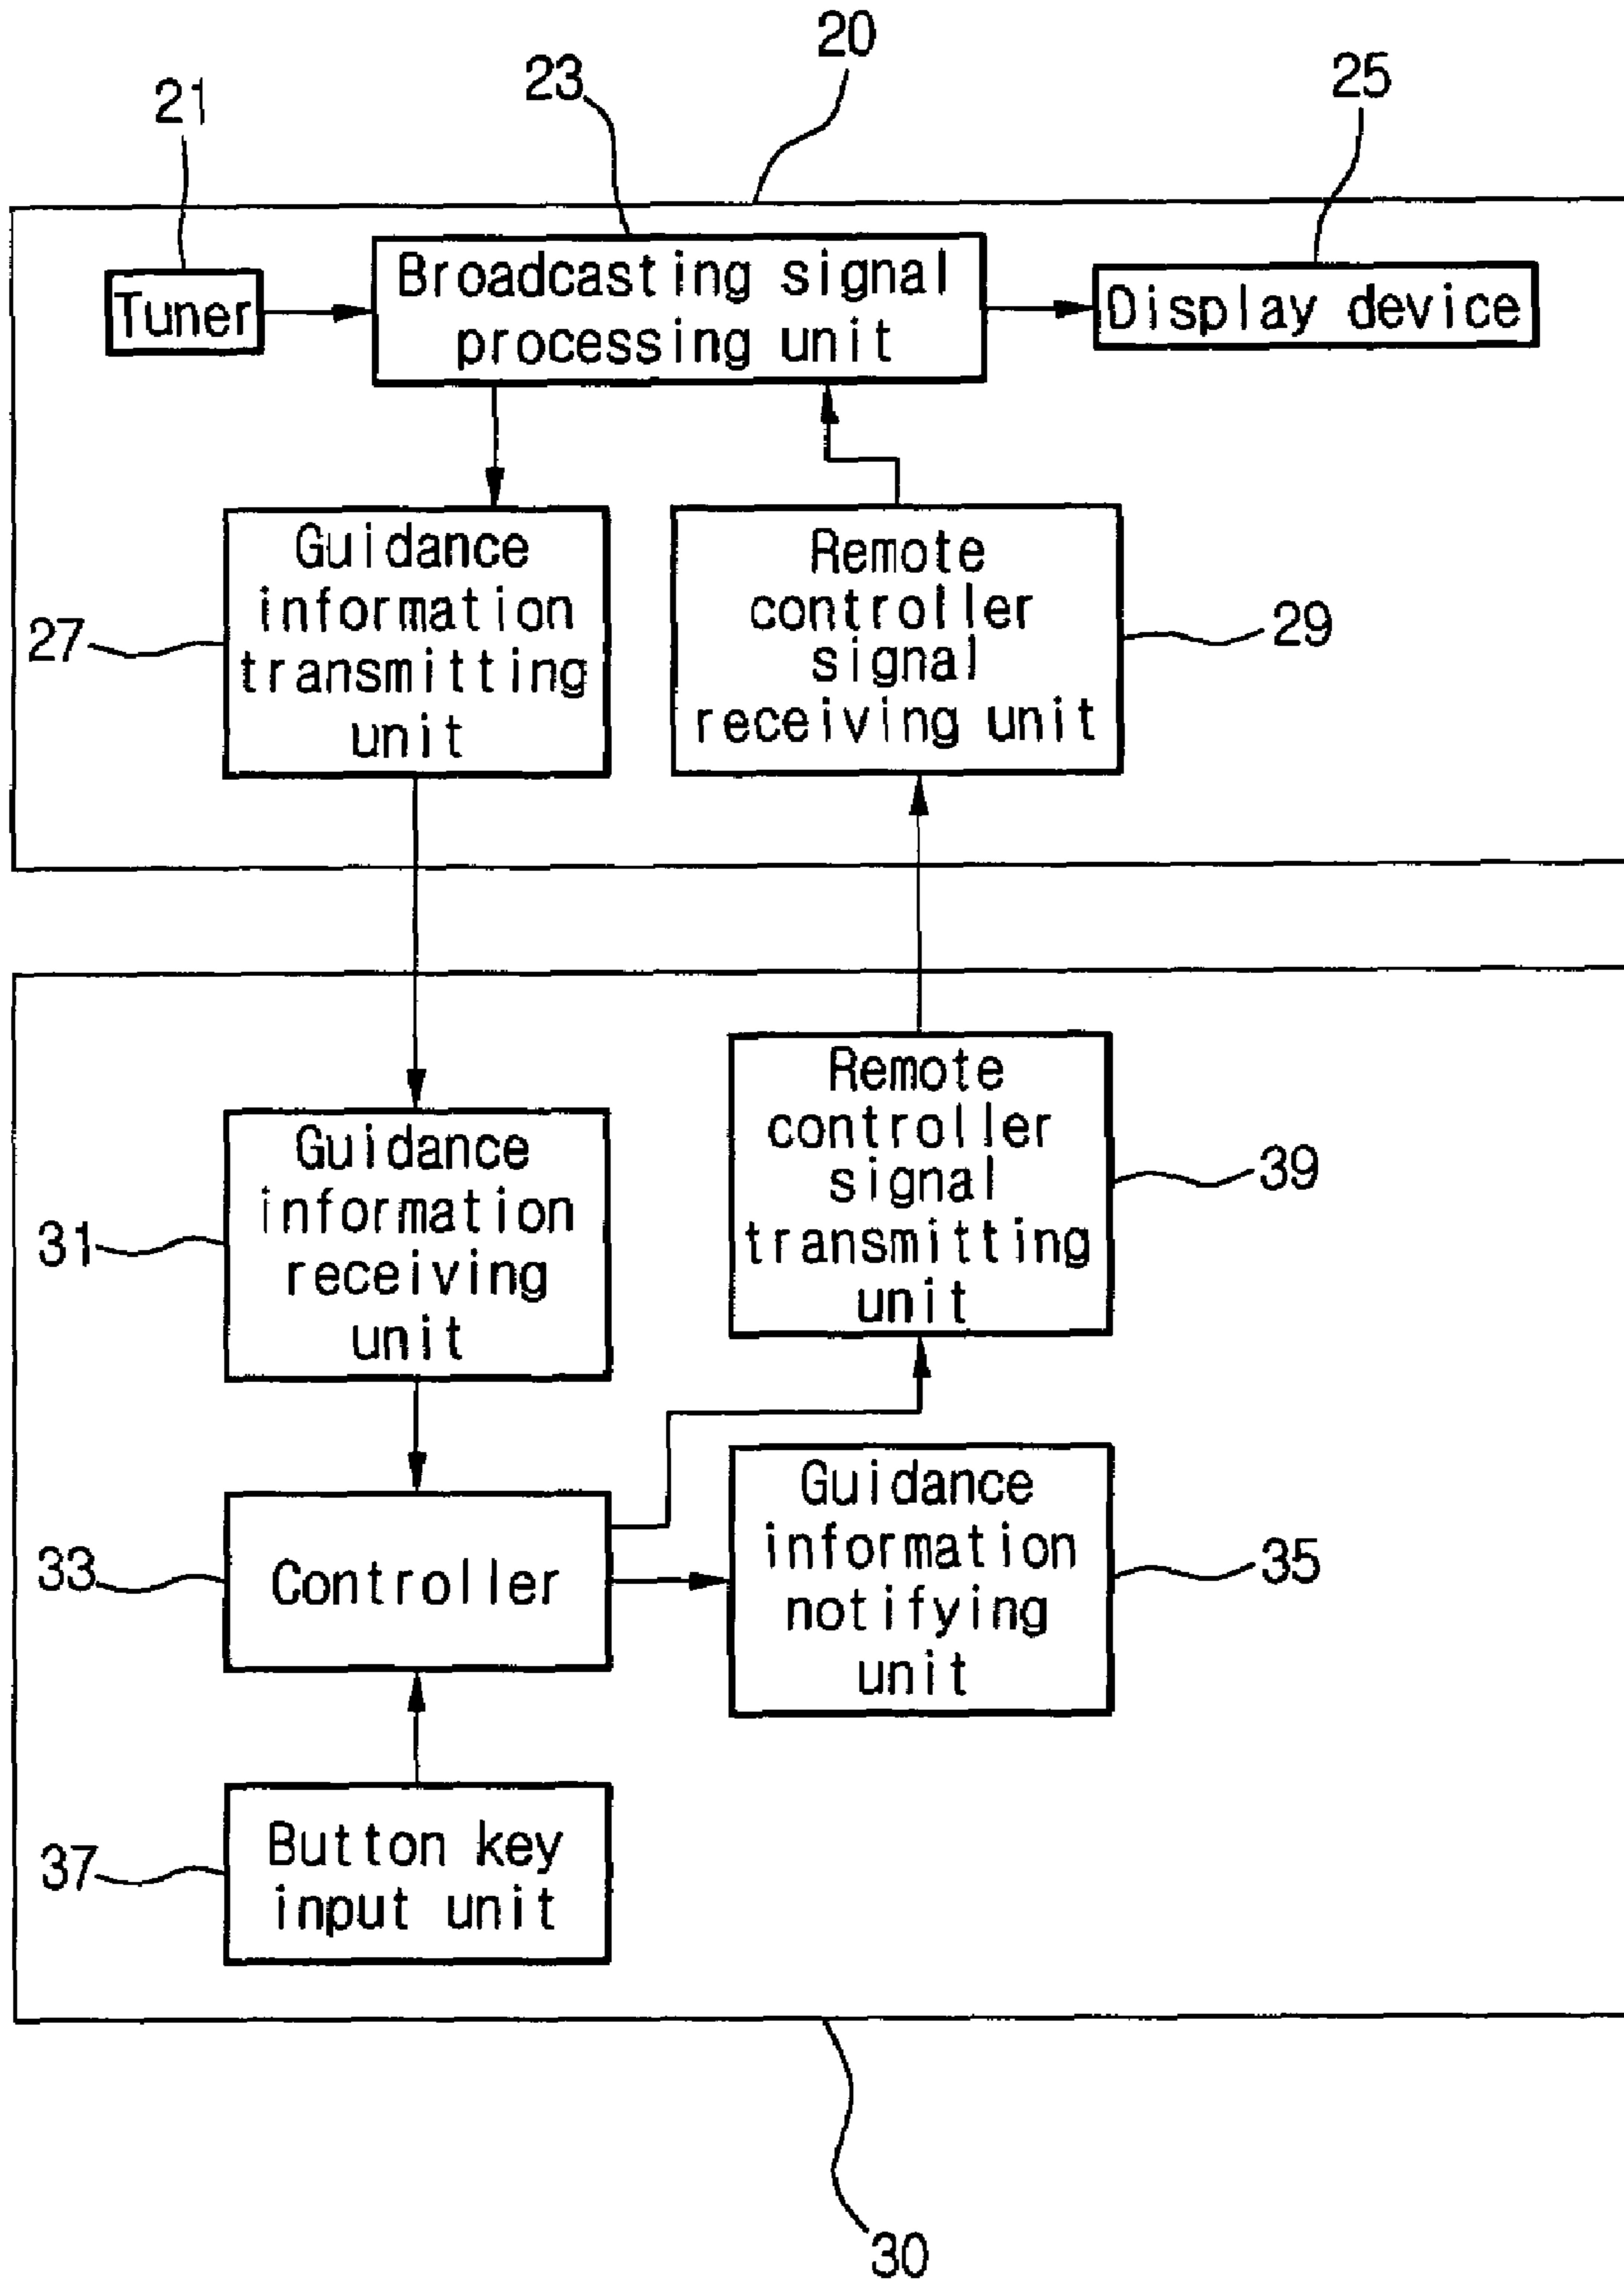 20
23
25
21
Broadcasting signal
processing unit
Tuner
Display device
Guidance
information
transmitting
unit
27
Remote
controller
signal
receiving unit
29
Remote
controller
signal
transmitting
unit
39
Guidance
information
receiving
unit
31
Guidance
information
notifying
unit
35
33
Controller
37
Button key
input unit
30